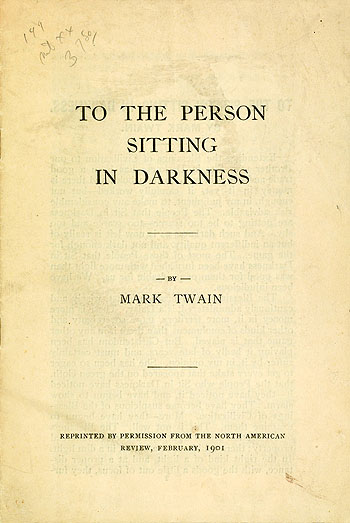 TO THE PERSON
SITTING
IN DARKNESS
— BY —
MARK TWAIN
REPRINTED BY PERMISSION FROM THE NORTH AMERICAN
REVIEW, FEBRUARY, 1901